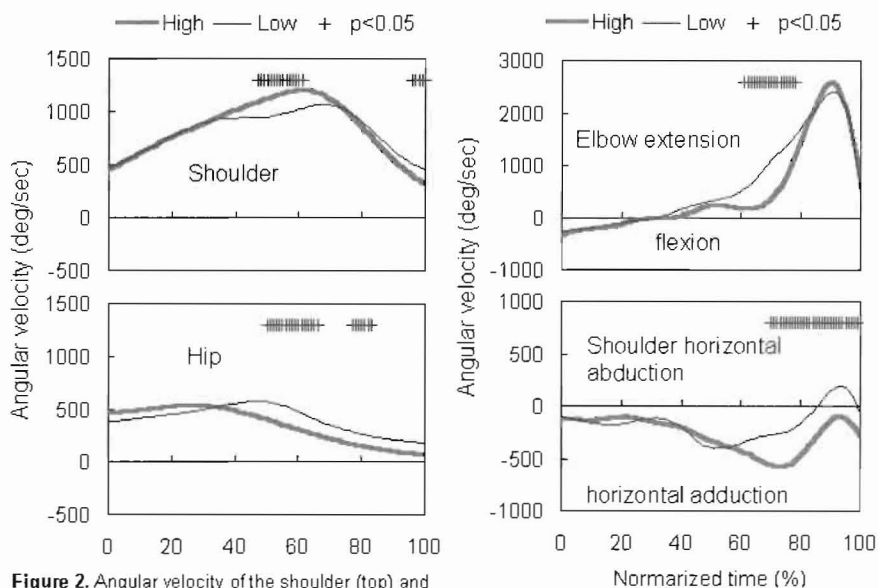 High Low + p<0.05
1500
1000
500
0
-500
Angular velocity (deg/sec)
Shoulder
1500
1000
500
0
-500
Hip
0 20 40 60 80 100
Figure 2. Angular velocity of the shoulder (top) and
High Low + p<0.05
3000
2000
1000
0
-1000
Angular velocity (deg/sec)
Elbow extension
flexion
1000
500
0
-500
-1000
Shoulder horizontal
abduction
horizontal adduction
0 20 40 60 80 100
Normarized time (%)